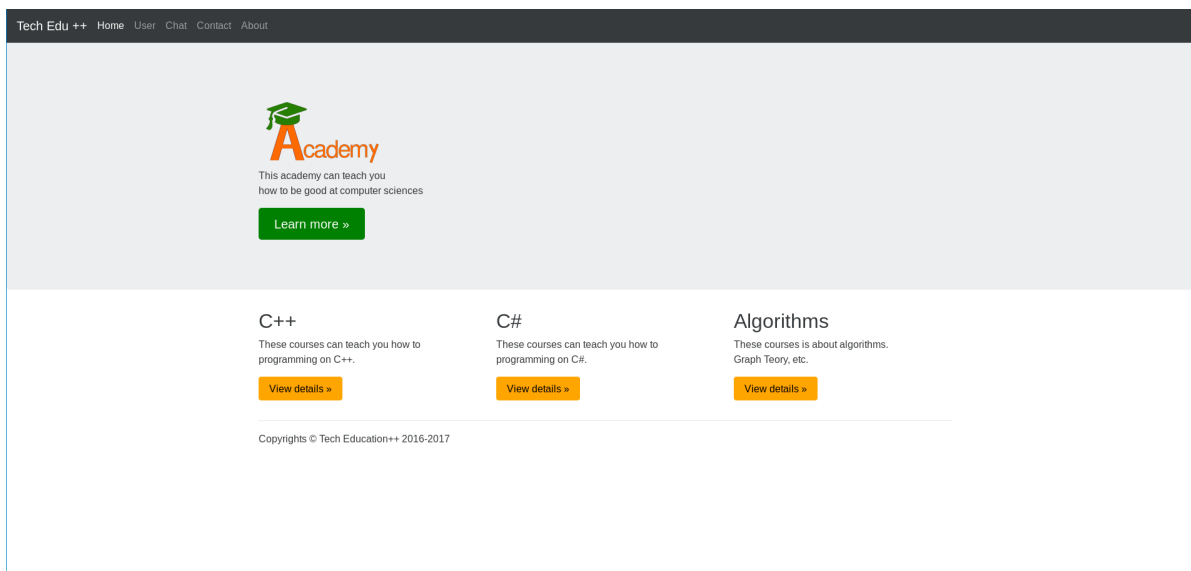 Tech Edu ++ Home User Chat Contact About
Academy
This academy can teach you
how to be good at computer sciences
Learn more »
C++
These courses can teach you how to
programming on C++.
View details »
C#
These courses can teach you how to
programming on C#.
View details »
Algorithms
These courses is about algorithms.
Graph Teory, etc.
View details »
Copyrights © Tech Education++ 2016-2017